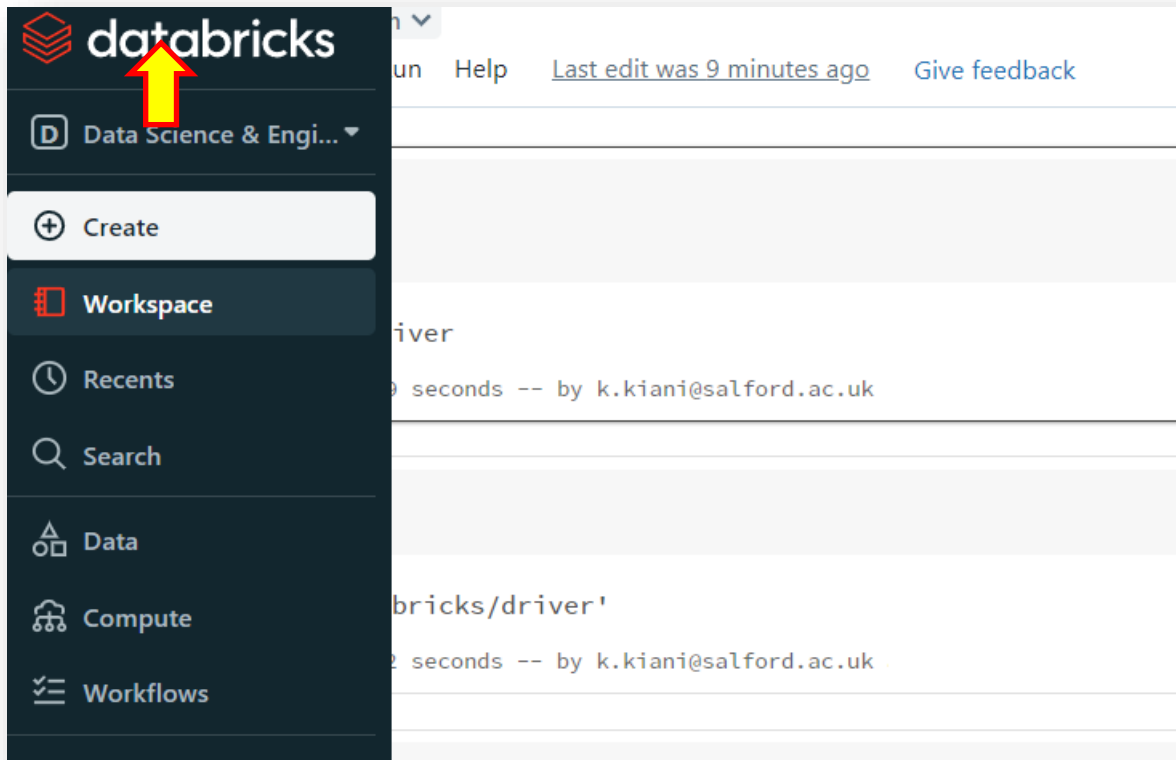 databricks
D Data Science & Engi...
Create
Workspace
Recents
Search
Data
Compute
Workflows
un Help Last edit was 9 minutes ago Give feedback
iver
seconds -- by k.kiani@salford.ac.uk
bricks/driver'
2 seconds -- by k.kiani@salford.ac.uk